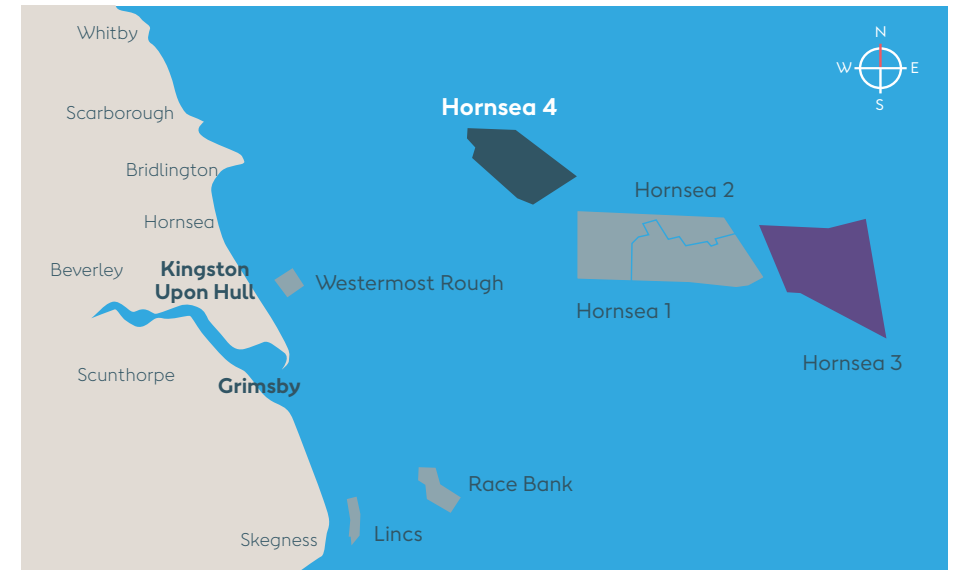 Whitby
N
W
E
S
Scarborough
Hornsea 4
Bridlington
Hornsea 2
Hornsea
Beverley
Kingston
Upon Hull
Westermost Rough
Hornsea 1
Hornsea 3
Scunthorpe
Grimsby
Race Bank
Lincs
Skegness